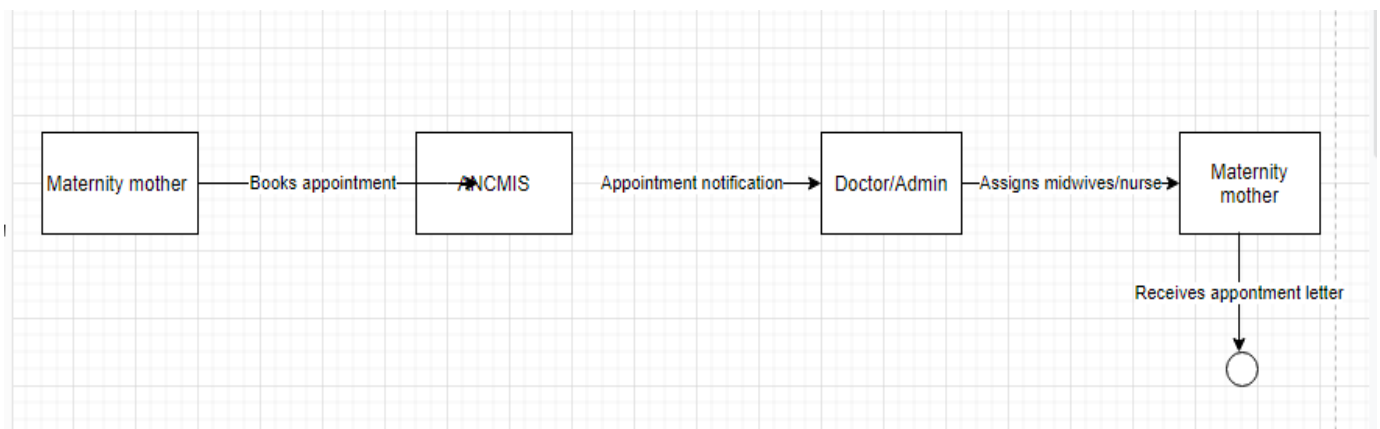 Maternity mother
Books appointment
ANCMIS
Appointment notification
Doctor/Admin
Assigns midwives/nurse
Maternity
mother
Receives appontment letter